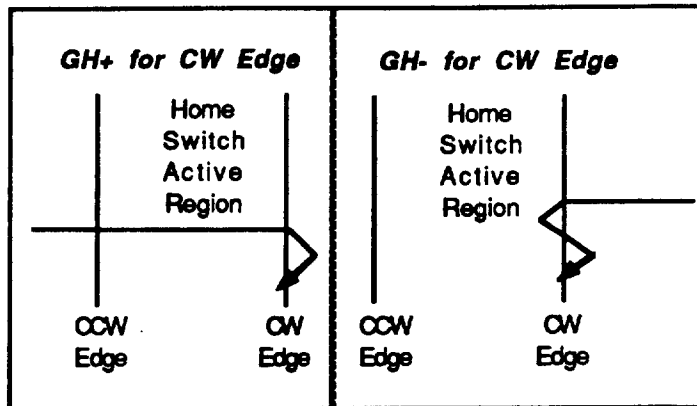 GH+ for CW Edge
Home
Switch
Active
Region
CCW
Edge
CW
Edge
GH- for CW Edge
Home
Switch
Active
Region
CCW
Edge
CW
Edge